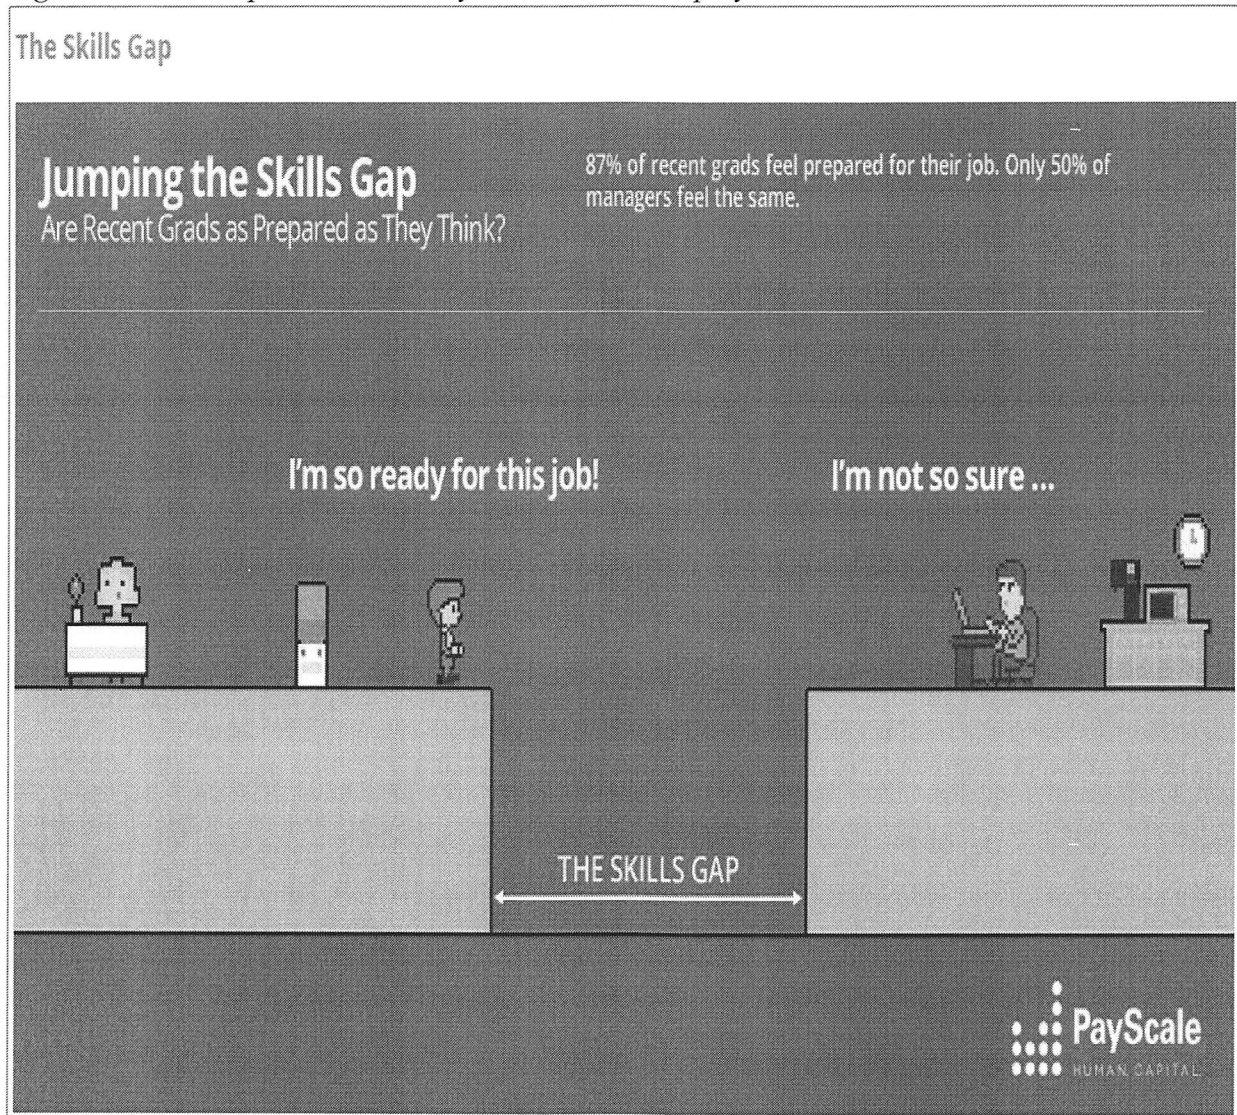 The Skills Gap
Jumping the Skills Gap
Are Recent Grads as Prepared as They Think?
87% of recent grads feel prepared for their job. Only 50% of
managers feel the same.
I'm so ready for this job!
I'm not so sure ...
THE SKILLS GAP
PayScale
HUMAN CAPITAL